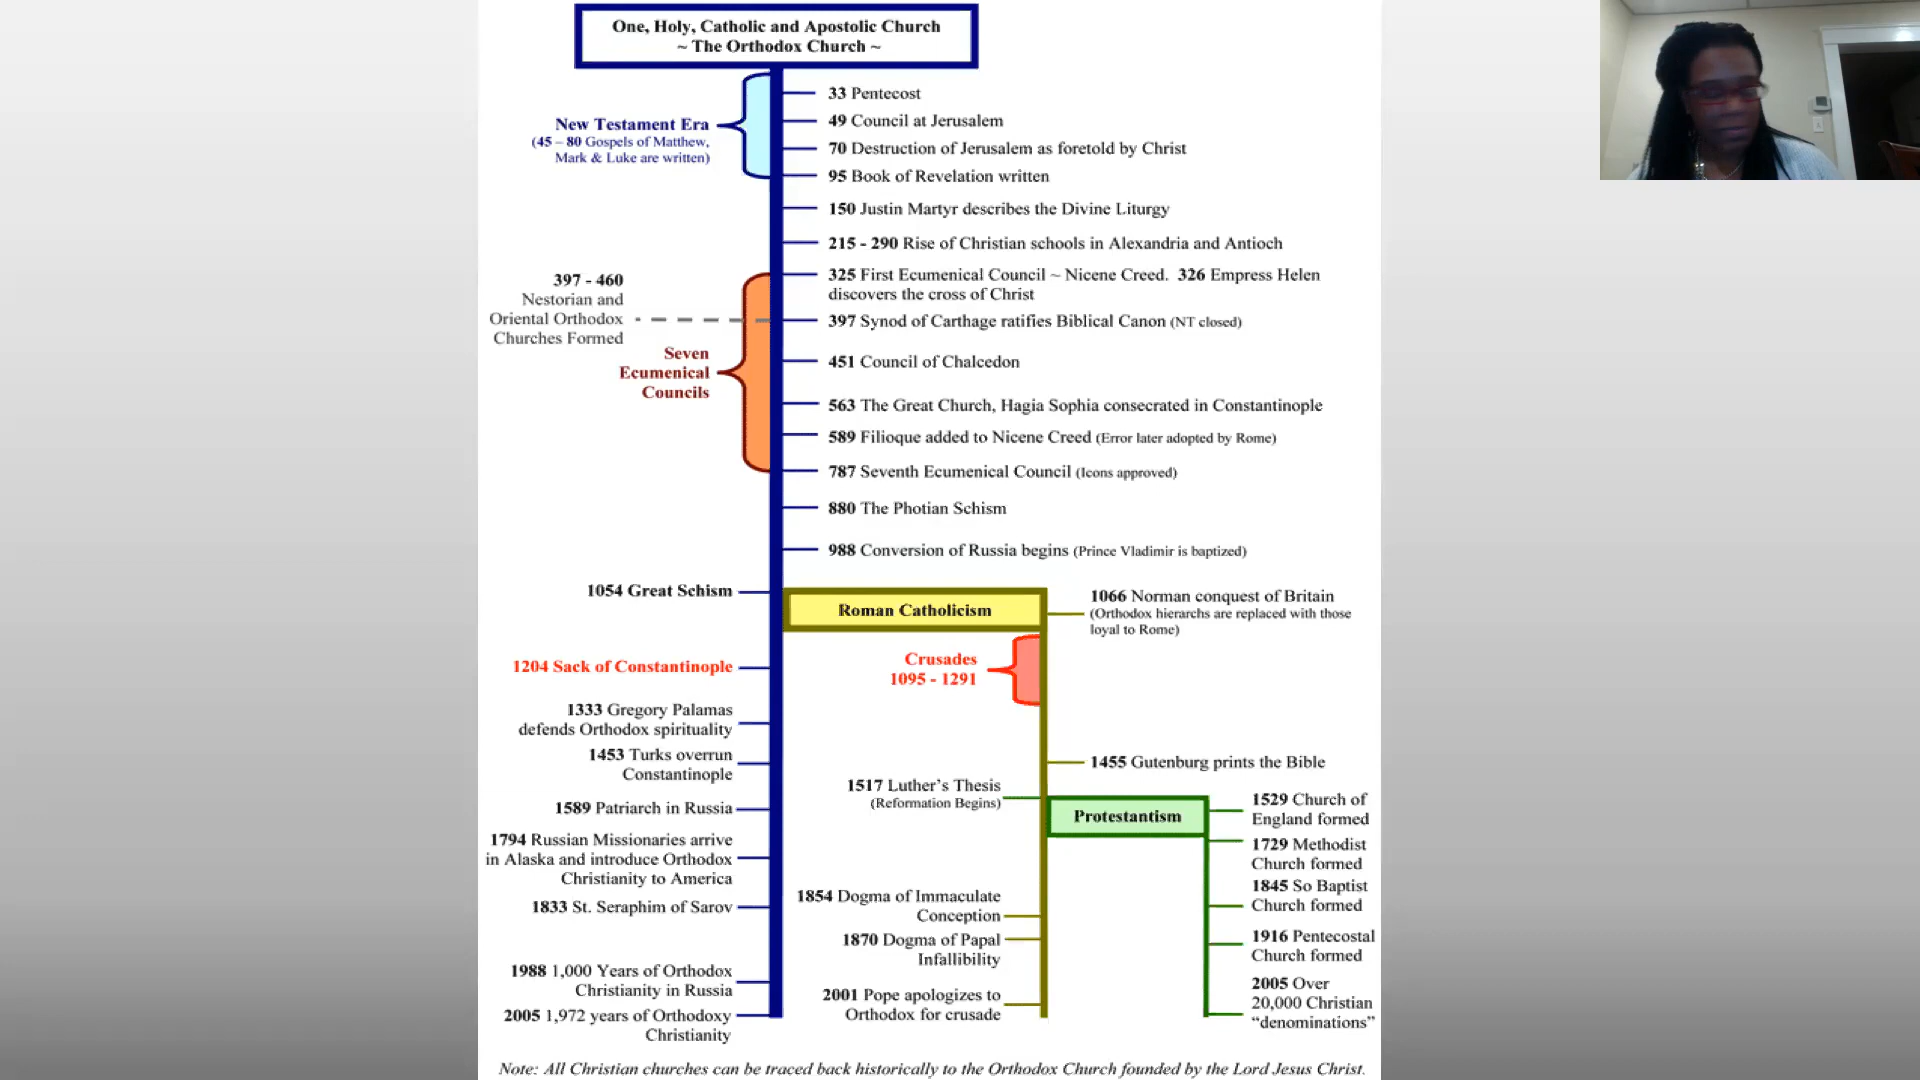 One, Holy, Catholic and Apostolic Church
~ The Orthodox Church ~
New Testament Era
(45 – 80 Gospels of Matthew,
Mark & Luke are written)
33 Pentecost
49 Council at Jerusalem
70 Destruction of Jerusalem as foretold by Christ
95 Book of Revelation written
150 Justin Martyr describes the Divine Liturgy
215 - 290 Rise of Christian schools in Alexandria and Antioch
325 First Ecumenical Council ~ Nicene Creed. 326 Empress Helen
discovers the cross of Christ
397 - 460
Nestorian and
Oriental Orthodox
Churches Formed
397 Synod of Carthage ratifies Biblical Canon (NT closed)
Seven
Ecumenical
Councils
451 Council of Chalcedon
563 The Great Church, Hagia Sophia consecrated in Constantinople
589 Filioque added to Nicene Creed (Error later adopted by Rome)
787 Seventh Ecumenical Council (Icons approved)
880 The Photian Schism
988 Conversion of Russia begins (Prince Vladimir is baptized)
1054 Great Schism
Roman Catholicism
1066 Norman conquest of Britain
(Orthodox hierarchs are replaced with those
loyal to Rome)
1204 Sack of Constantinople
Crusades
1095 - 1291
1333 Gregory Palamas
defends Orthodox spirituality
1453 Turks overrun
Constantinople
1455 Gutenburg prints the Bible
1517 Luther's Thesis
(Reformation Begins)
Protestantism
1529 Church of
England formed
1589 Patriarch in Russia
1729 Methodist
Church formed
1794 Russian Missionaries arrive
in Alaska and introduce Orthodox
Christianity to America
1845 So Baptist
Church formed
1833 St. Seraphim of Sarov
1854 Dogma of Immaculate
Conception
1870 Dogma of Papal
Infallibility
1916 Pentecostal
Church formed
1988 1,000 Years of Orthodox
Christianity in Russia
2001 Pope apologizes to
Orthodox for crusade
2005 Over
20,000 Christian
"denominations"
2005 1,972 years of Orthodoxy
Christianity
Note: All Christian churches can be traced back historically to the Orthodox Church founded by the Lord Jesus Christ.